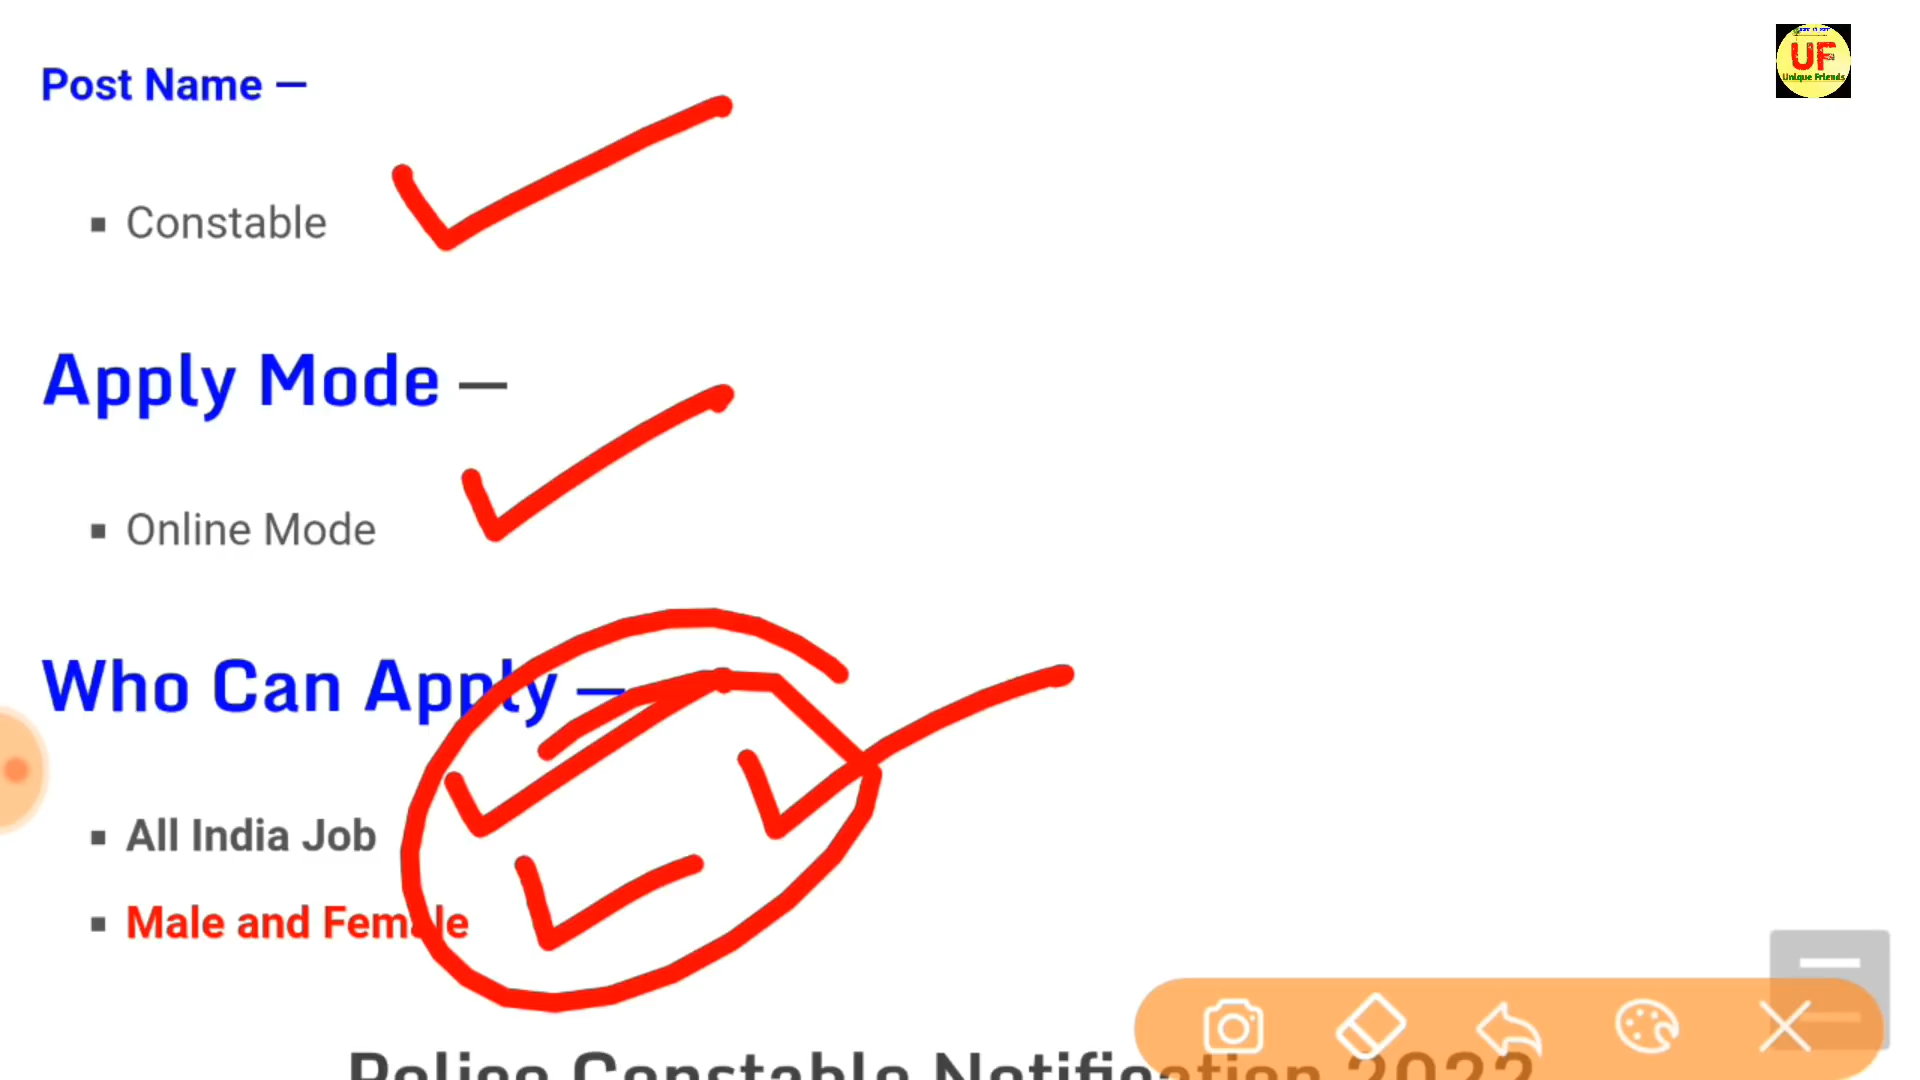 Post Name —
UF
Unique Friends
Constable
Apply Mode —
Online Mode
Who Can Apply —
All India Job
Male and Female
Police Constable Notification 2022